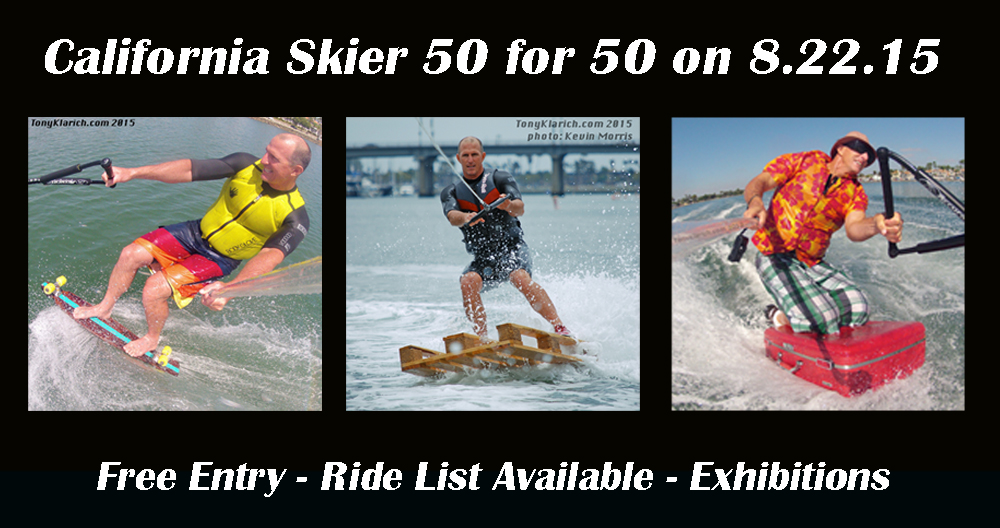 California Skier 50 for 50 on 8.22.15
TonyKlarich.com 2015
TonyKlarich.com 2015
photo: Kevin Morris
Free Entry - Ride List Available - Exhibitions